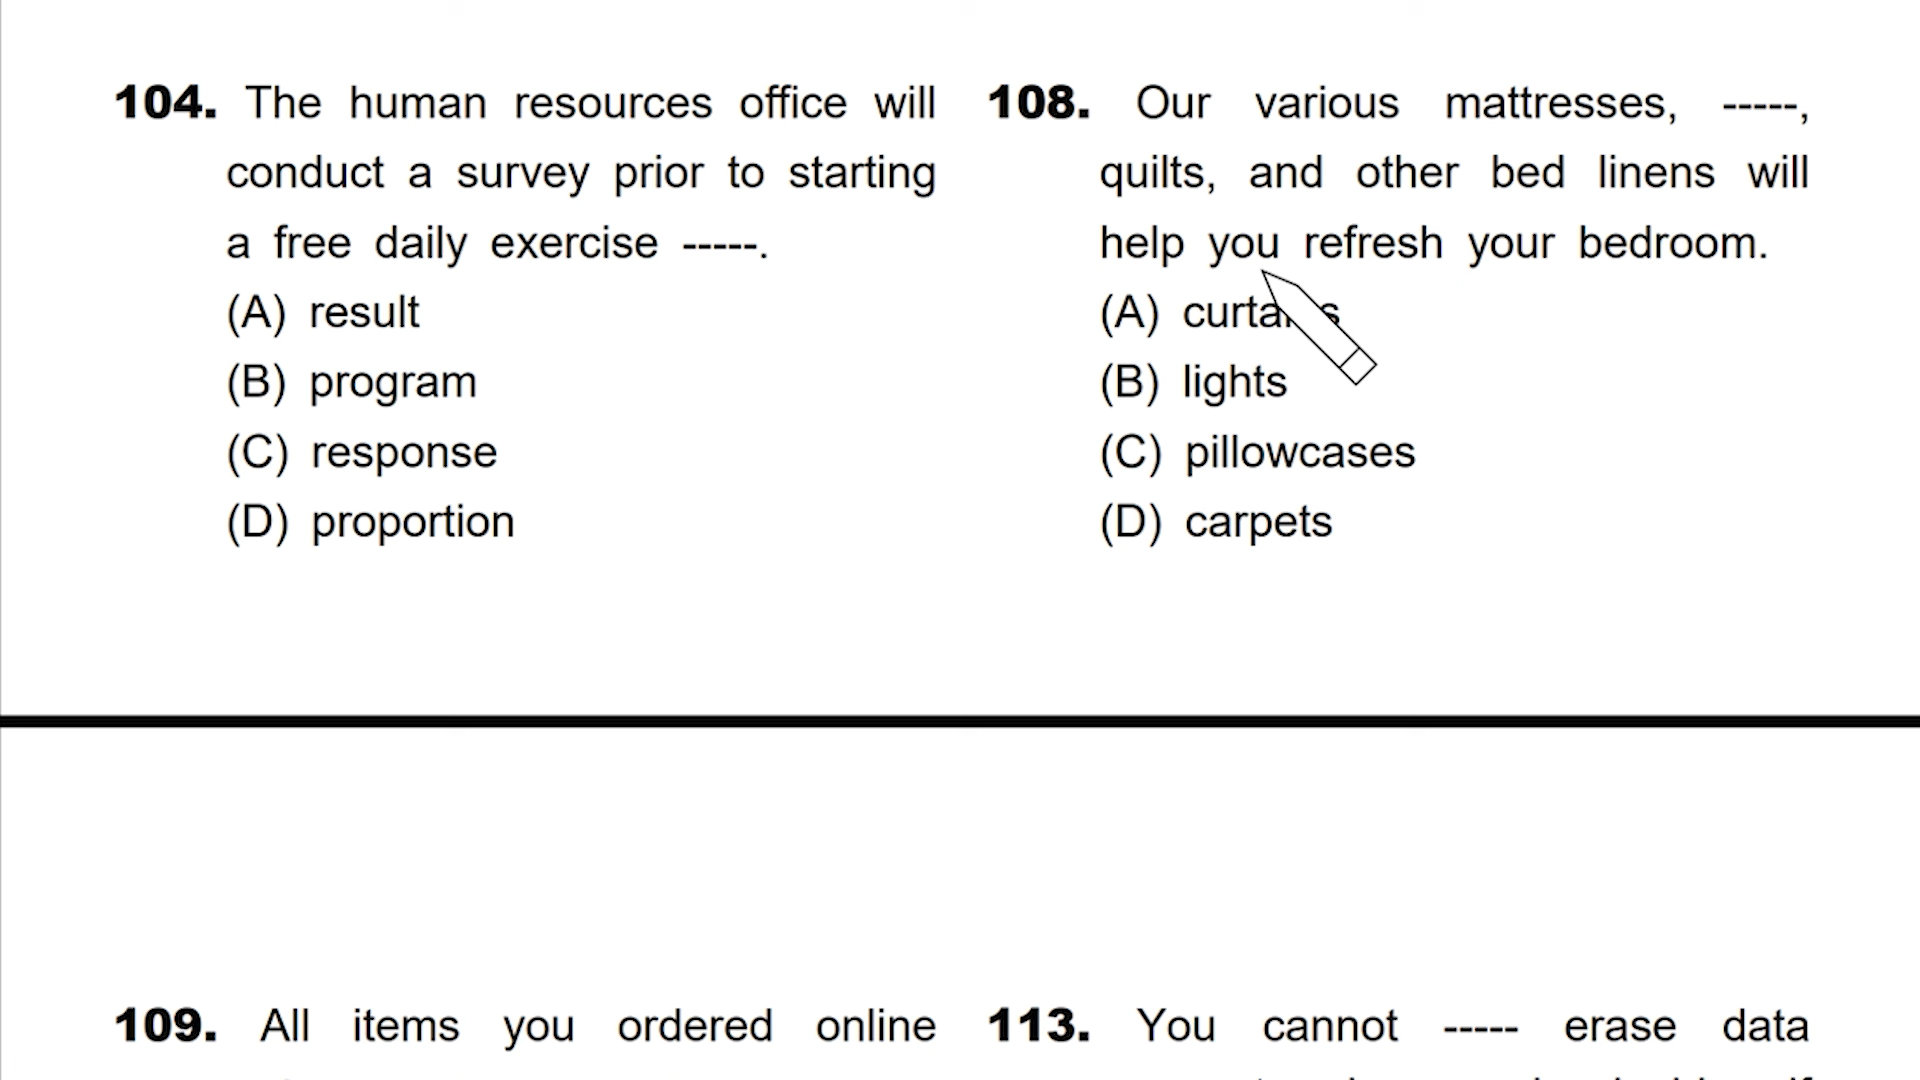 104. The human resources office will
conduct a survey prior to starting
a free daily exercise -----.
(A) result
(B) program
(C) response
(D) proportion
108. Our various mattresses, -----,
quilts, and other bed linens will
help you refresh your bedroom.
(A) curtains
(B) lights
(C) pillowcases
(D) carpets
109. All items you ordered online
113. You cannot ----- erase data